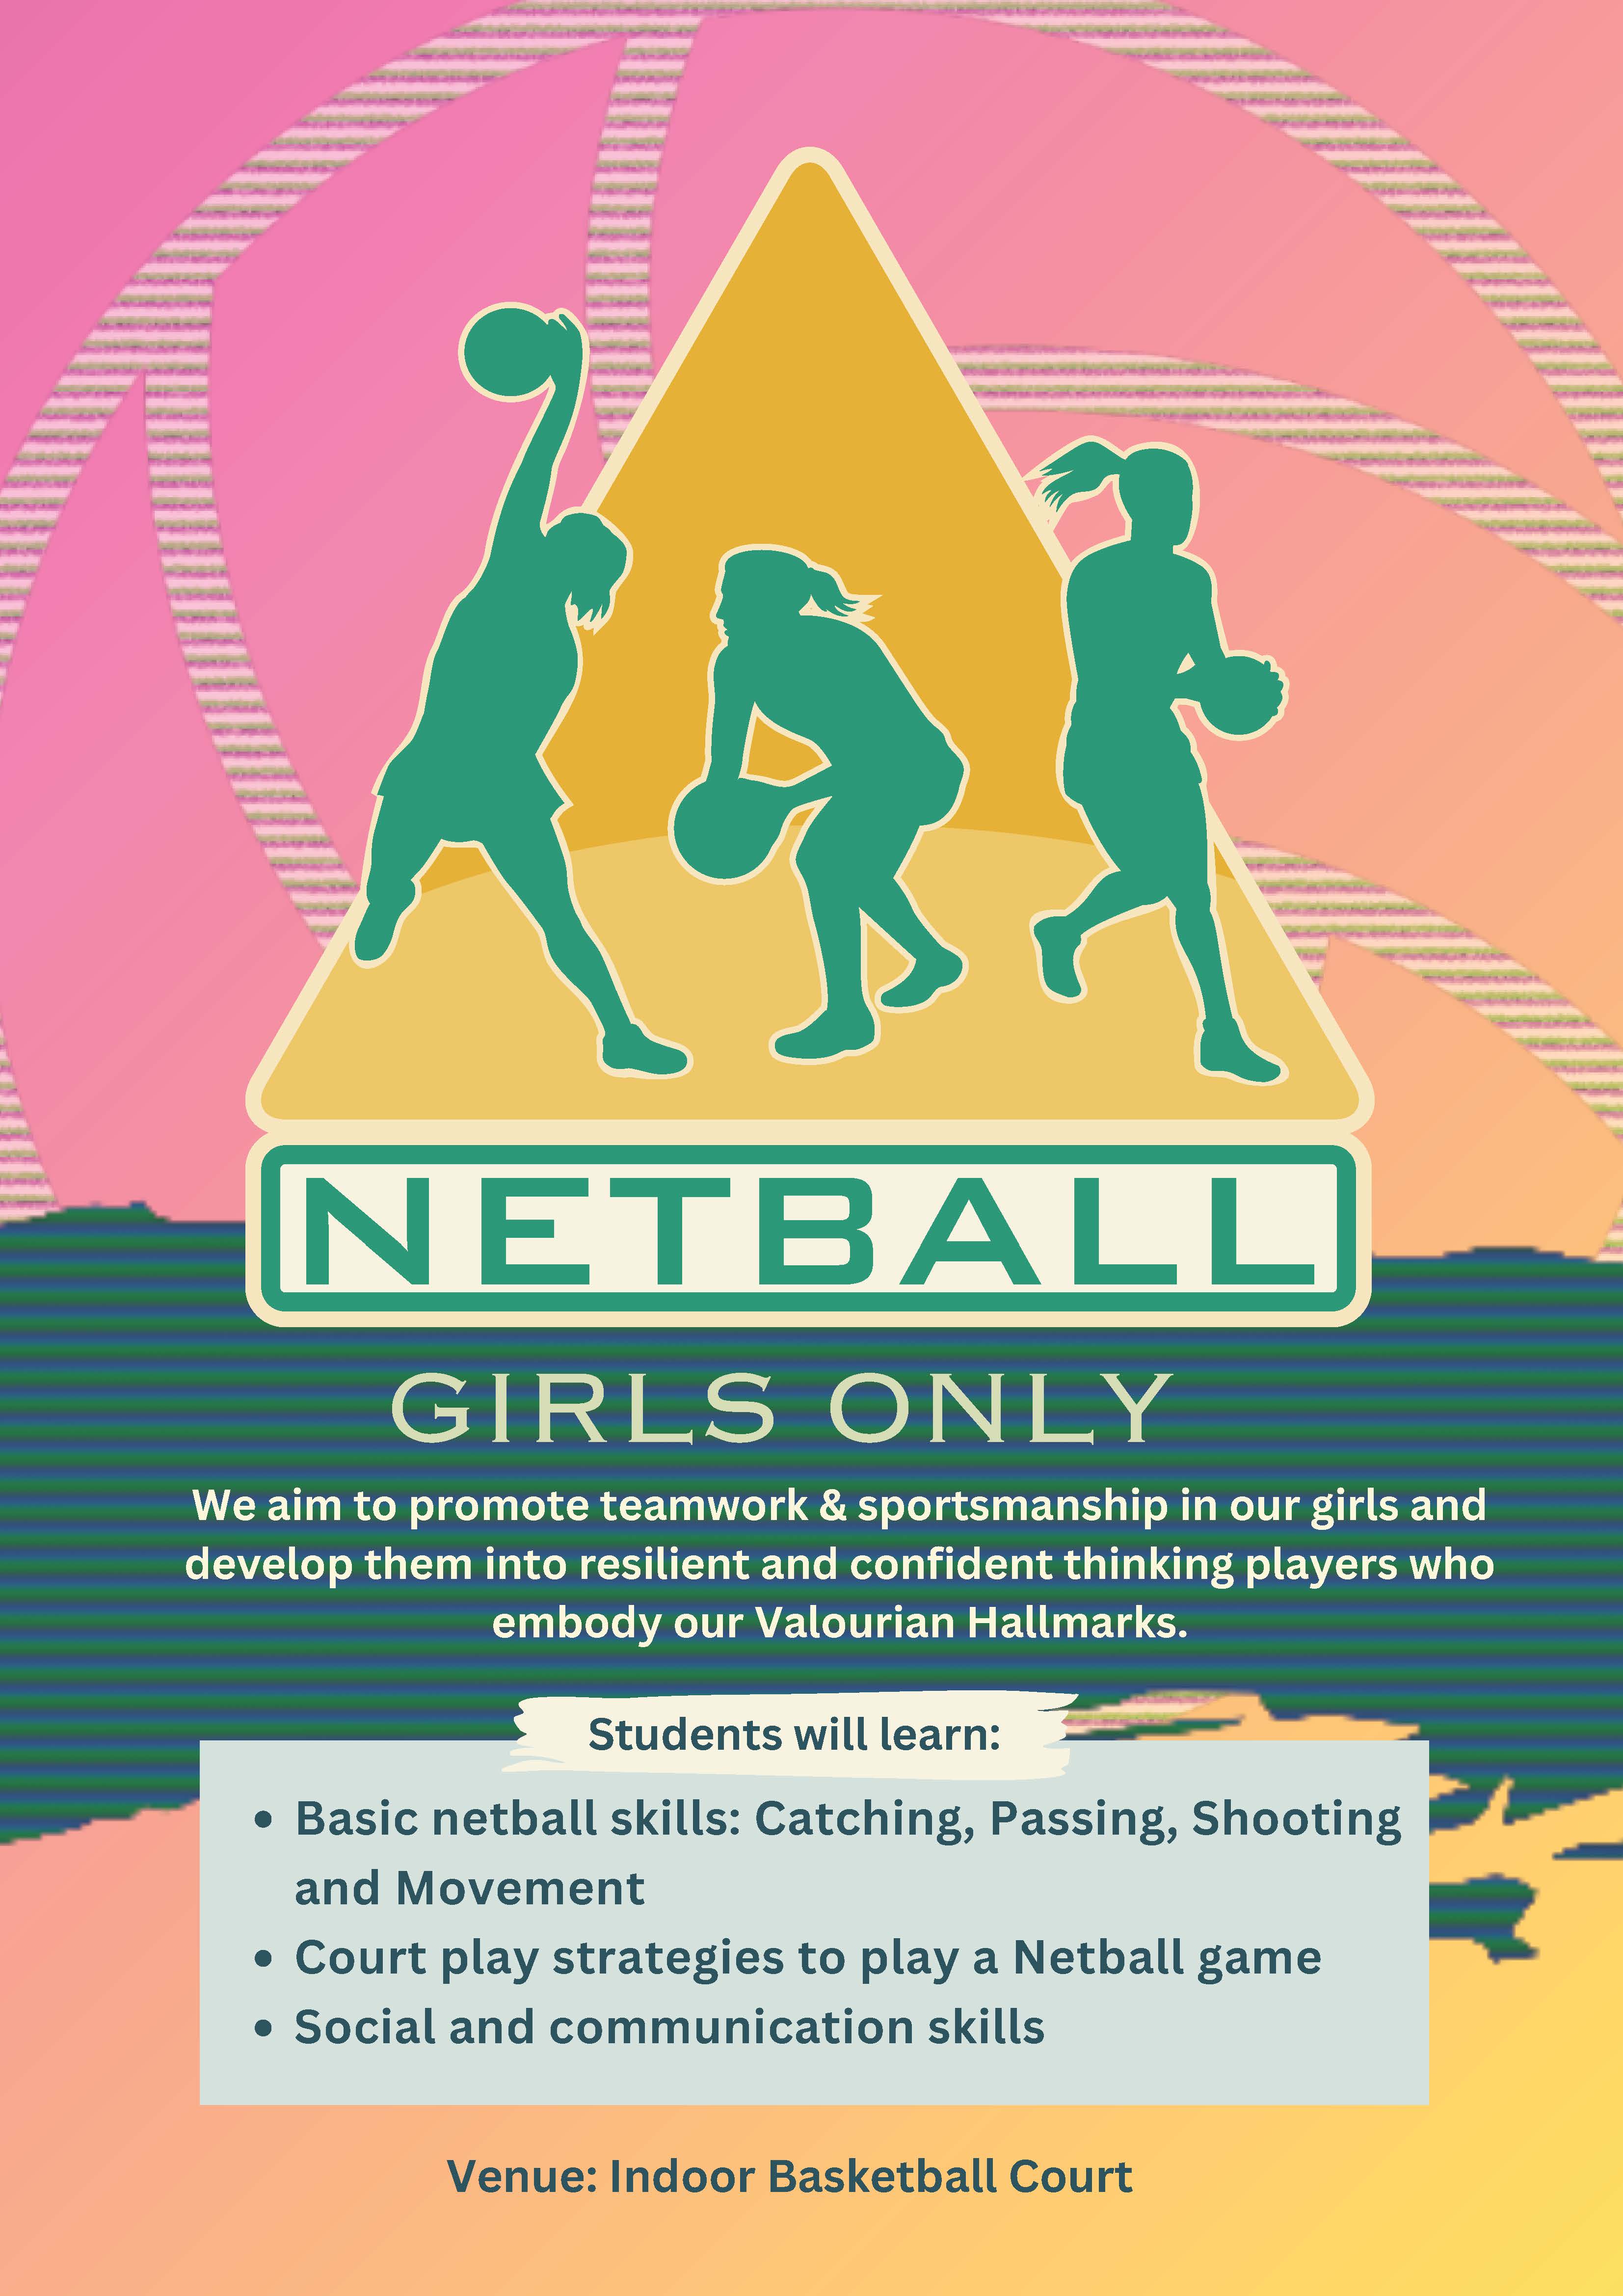 NETBALL
GIRLS ONLY
We aim to promote teamwork & sportsmanship in our girls and
develop them into resilient and confident thinking players who
embody our Valourian Hallmarks.
Students will learn:
• Basic netball skills: Catching, Passing, Shooting
and Movement
• Court play strategies to play a Netball game
• Social and communication skills
Venue: Indoor Basketball Court